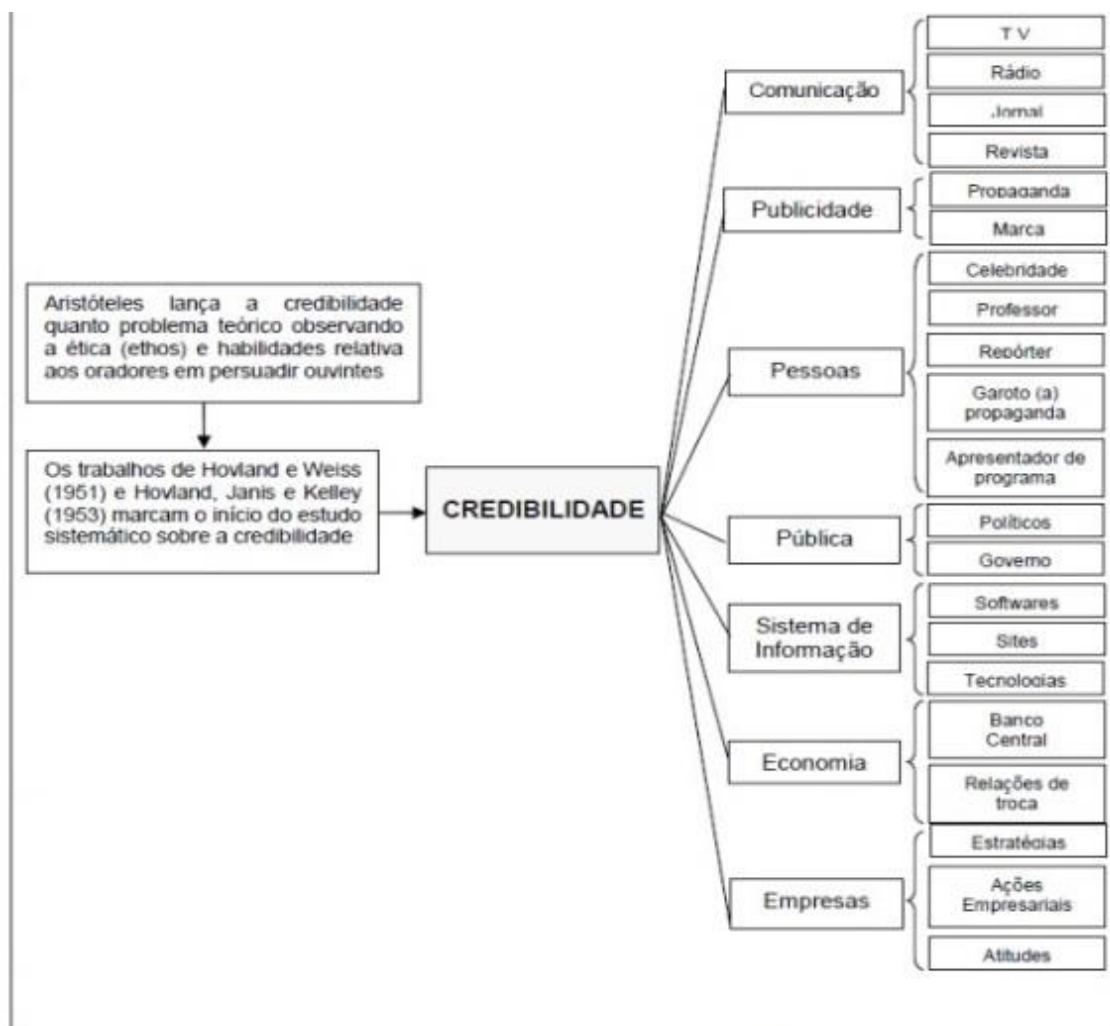 Aristóteles lança a credibilidade
quanto problema teórico observando
a ética (ethos) e habilidades relativa
aos oradores em persuadir ouvintes
Os trabalhos de Hovland e Weiss
(1951) e Hovland, Janis e Kelley
(1953) marcam o início do estudo
sistemático sobre a credibilidade
CREDIBILIDADE
Comunicação
T V
Rádio
Jornal
Revista
Publicidade
Propaganda
Marca
Pessoas
Celebridade
Professor
Repórter
Garoto (a)
propaganda
Apresentador de
programa
Pública
Políticos
Governo
Sistema de
Informação
Softwares
Sites
Tecnologias
Economia
Banco
Central
Relações de
troca
Empresas
Estratégias
Ações
Empresariais
Atitudes